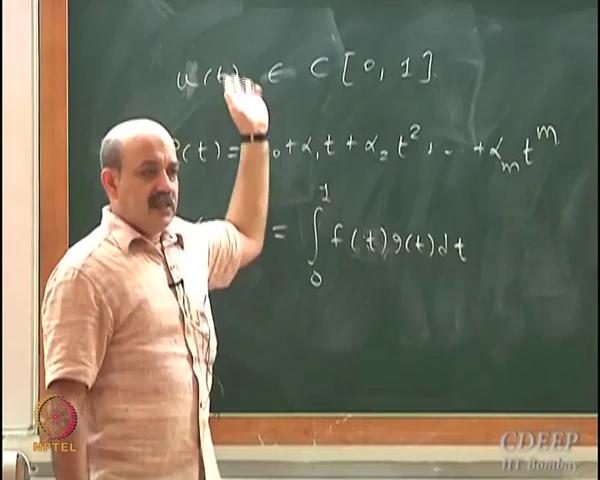 u(t) ∈ C[0, 1].
(t) = 0 + α₁t + α₂t² + ... + αₘtᵐ
= ∫₀¹ f(t)g(t)dt
NPTEL
CDEEP
IIT Bombay